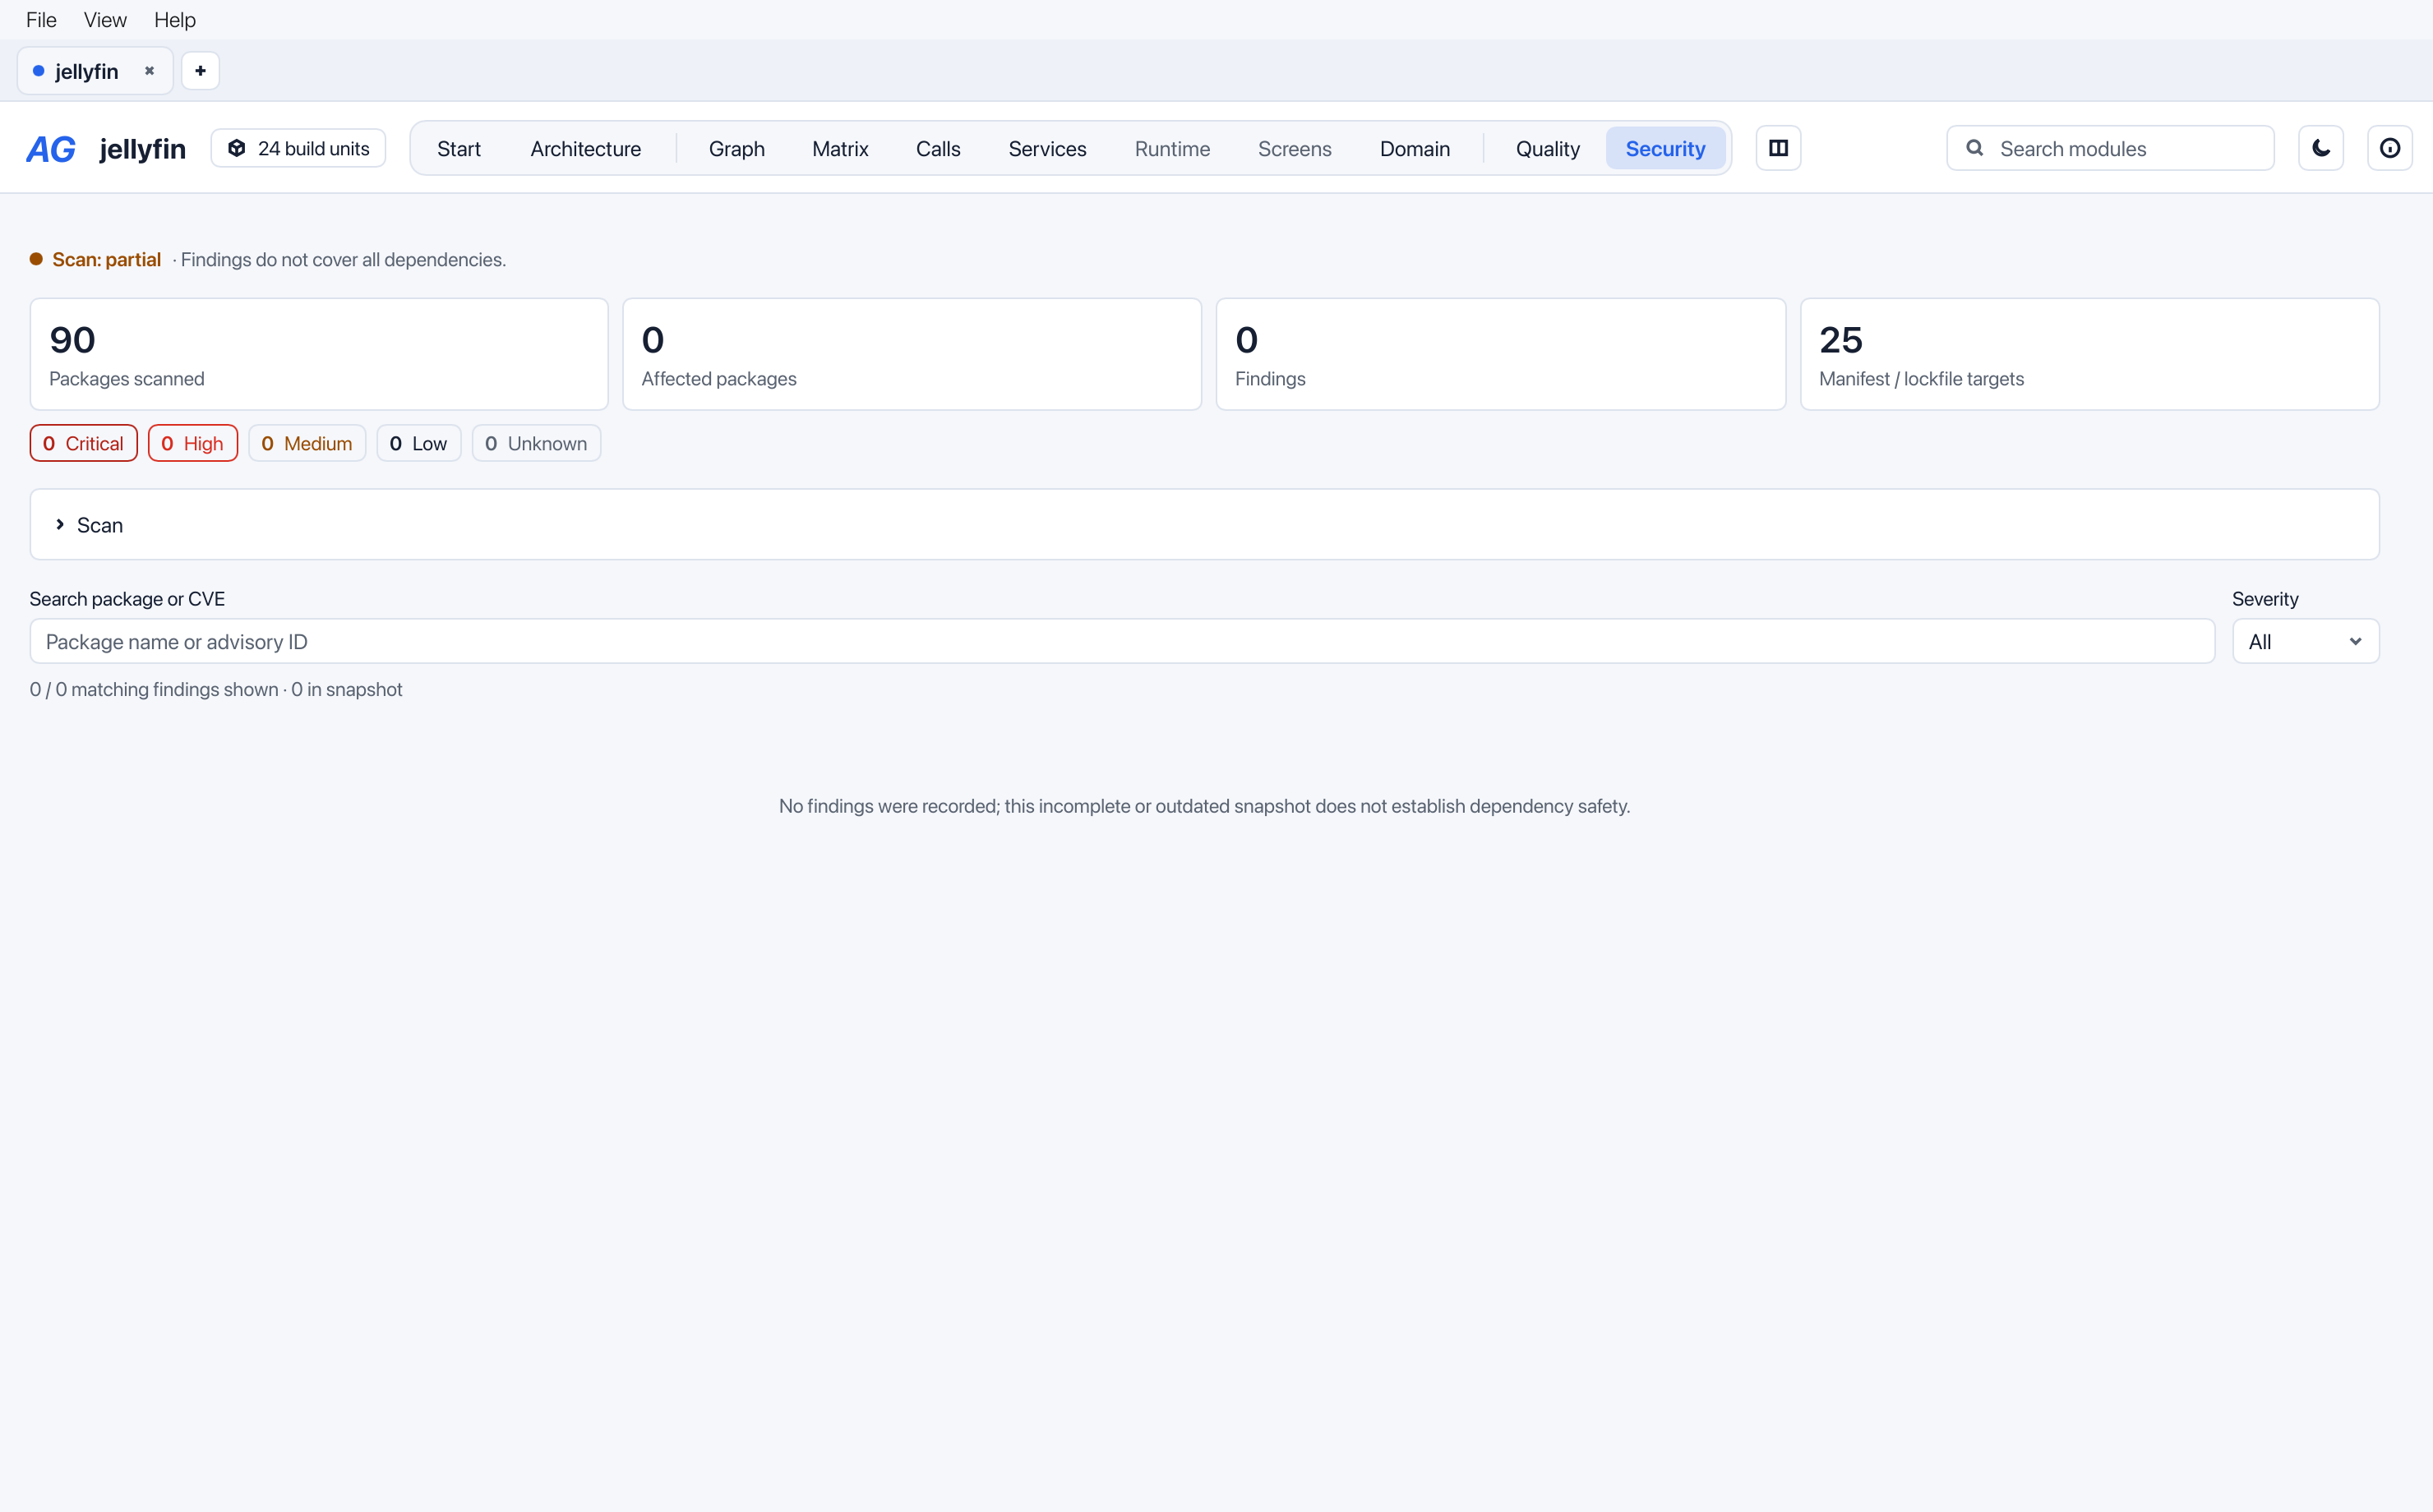 File View Help
jellyfin
AG jellyfin 24 build units Start Architecture Graph Matrix Calls Services Runtime Screens Domain Quality Security Search modules
Scan: partial · Findings do not cover all dependencies.
90 0 0 25
Packages scanned Affected packages Findings Manifest / lockfile targets
0 Critical 0 High 0 Medium 0 Low 0 Unknown
Scan
Search package or CVE Severity
Package name or advisory ID All
0 / 0 matching findings shown · 0 in snapshot
No findings were recorded; this incomplete or outdated snapshot does not establish dependency safety.